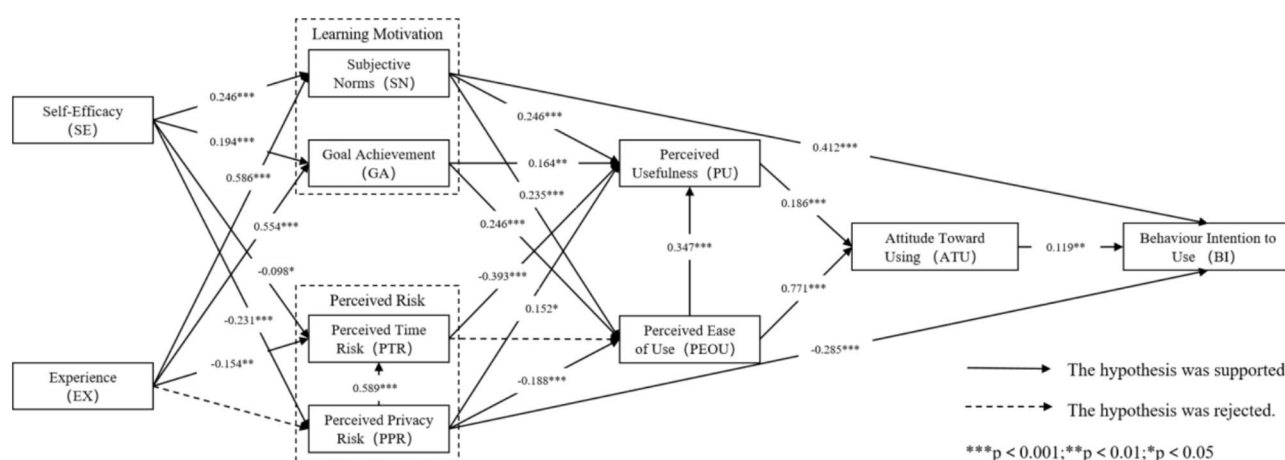 Learning Motivation
Subjective
Norms（SN）
0.246***
Self-Efficacy
（SE）
0.246***
0.412***
0.194***
Goal Achievement
（GA）
0.164**
Perceived
Usefulness（PU）
0.586***
0.235***
0.186***
0.554***
0.246***
0.347***
Attitude Toward
Using（ATU）
0.119**
Behaviour Intention to
Use（BI）
-0.098*
-0.393***
0.771***
Perceived Risk
0.152*
-0.231***
Perceived Time
Risk（PTR）
Perceived Ease
of Use（PEOU）
-0.154**
-0.285***
Experience
（EX）
0.589***
-0.188***
The hypothesis was supported
Perceived Privacy
Risk（PPR）
The hypothesis was rejected.
***p < 0.001;**p < 0.01;*p < 0.05